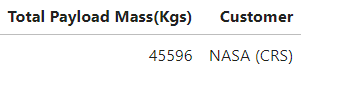 Total Payload Mass(Kgs) Customer
45596 NASA (CRS)